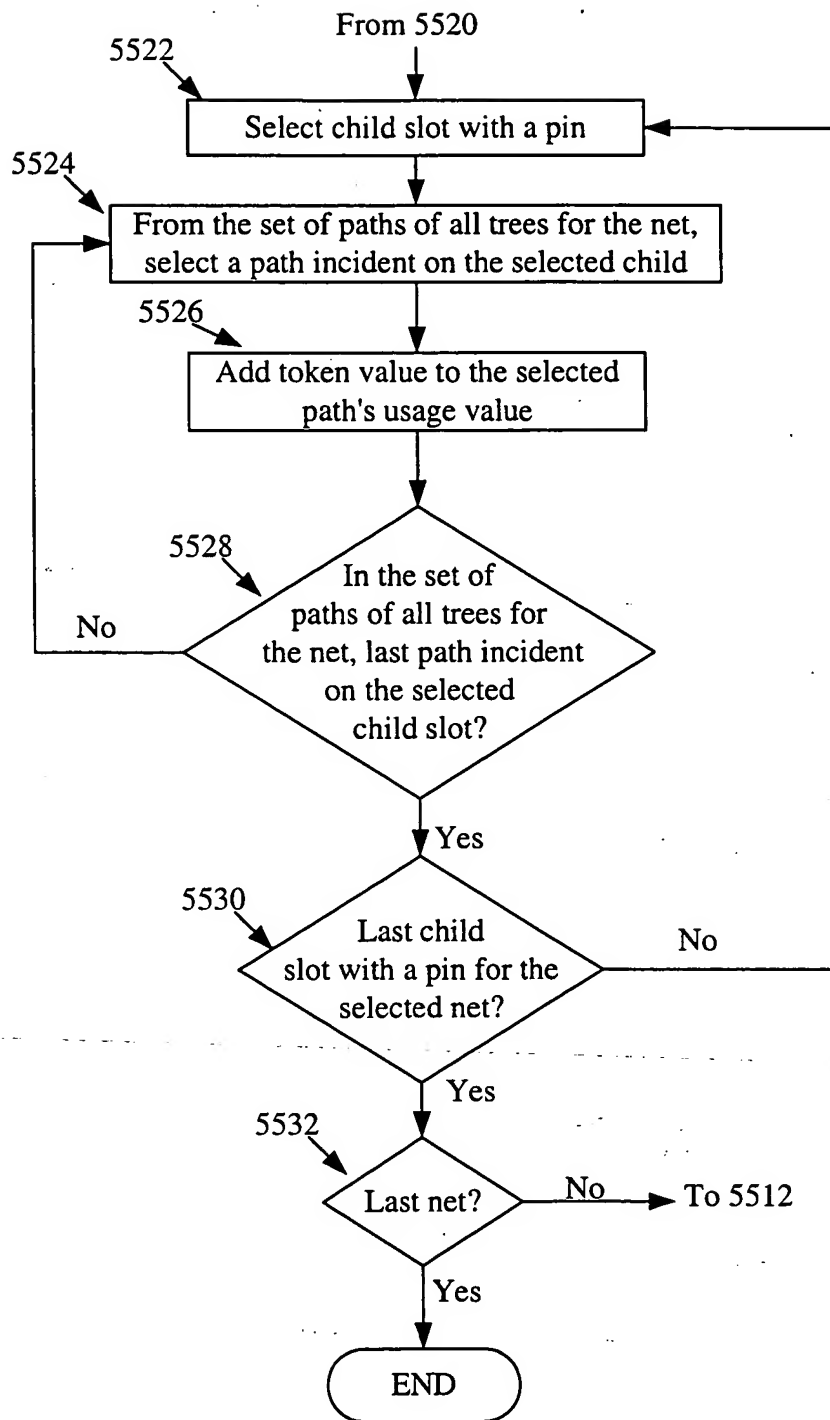 From 5520
5522
Select child slot with a pin
5524
From the set of paths of all trees for the net,
select a path incident on the selected child
5526
Add token value to the selected
path's usage value
5528
In the set of
paths of all trees for
the net, last path incident
on the selected
child slot?
No
Yes
5530
Last child
slot with a pin for the
selected net?
No
Yes
5532
Last net?
No
To 5512
Yes
END